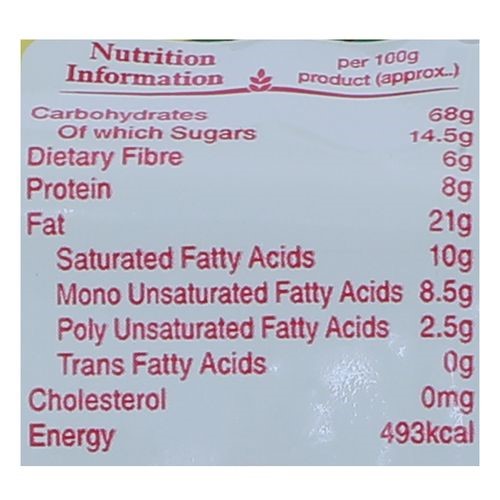 Nutrition Information per 100g product (approx..)
Carbohydrates 68g
Of which Sugars 14.5g
Dietary Fibre 6g
Protein 8g
Fat 21g
Saturated Fatty Acids 10g
Mono Unsaturated Fatty Acids 8.5g
Poly Unsaturated Fatty Acids 2.5g
Trans Fatty Acids 0g
Cholesterol 0mg
Energy 493kcal